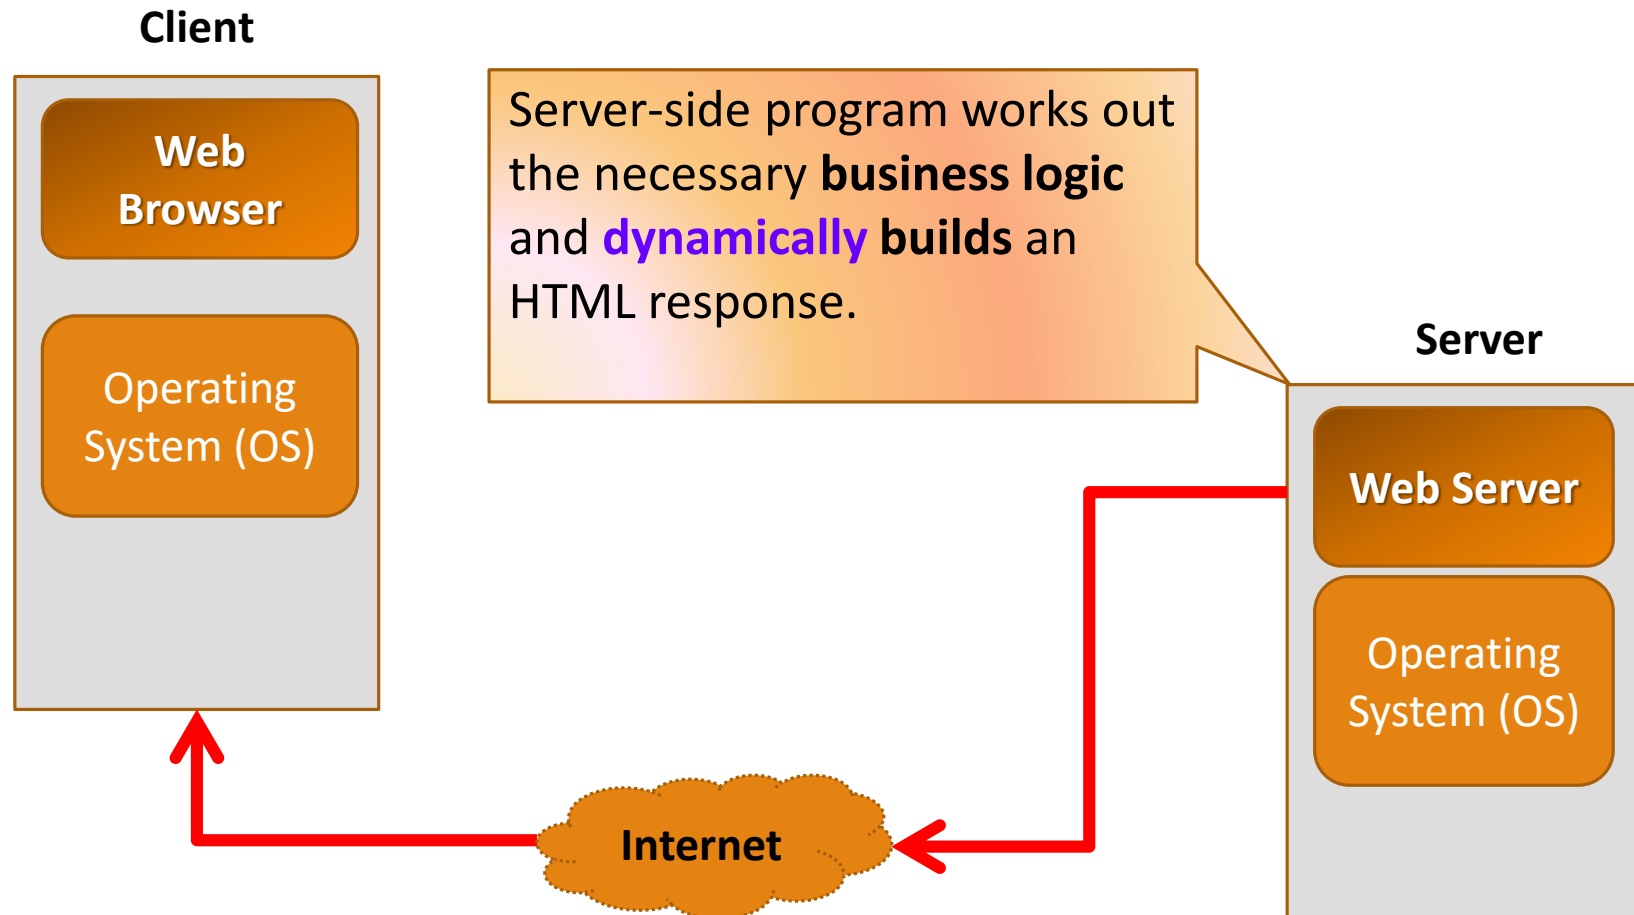 Client
Web
Browser
Operating
System (OS)
Server-side program works out
the necessary business logic
and dynamically builds an
HTML response.
Server
Web Server
Operating
System (OS)
Internet